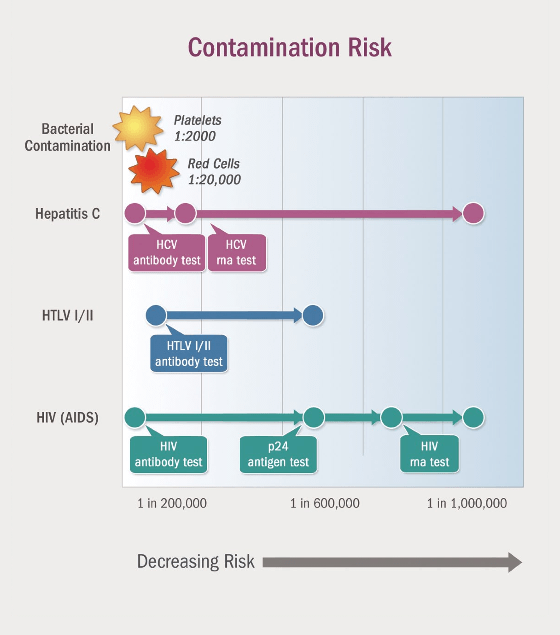 Contamination Risk
Bacterial
Contamination
Platelets
1:2000
Red Cells
1:20,000
Hepatitis C
HCV
antibody test
HCV
ma test
HTLV I/II
HTLV I/II
antibody test
HIV (AIDS)
HIV
antibody test
p24
antigen test
HIV
ma test
1 in 200,000
1 in 600,000
1 in 1,000,000
Decreasing Risk